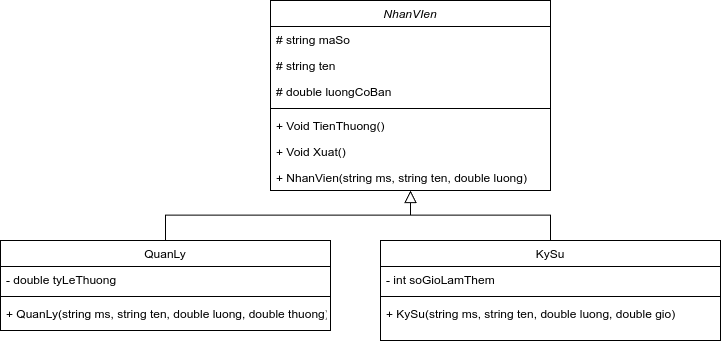 NhanVIen
# string maSo
# string ten
# double luongCoBan
+ Void TienThuong()
+ Void Xuat()
+ NhanVien(string ms, string ten, double luong)
QuanLy
- double tyLeThuong
+ QuanLy(string ms, string ten, double luong, double thuong)
KySu
- int soGioLamThem
+ KySu(string ms, string ten, double luong, double gio)